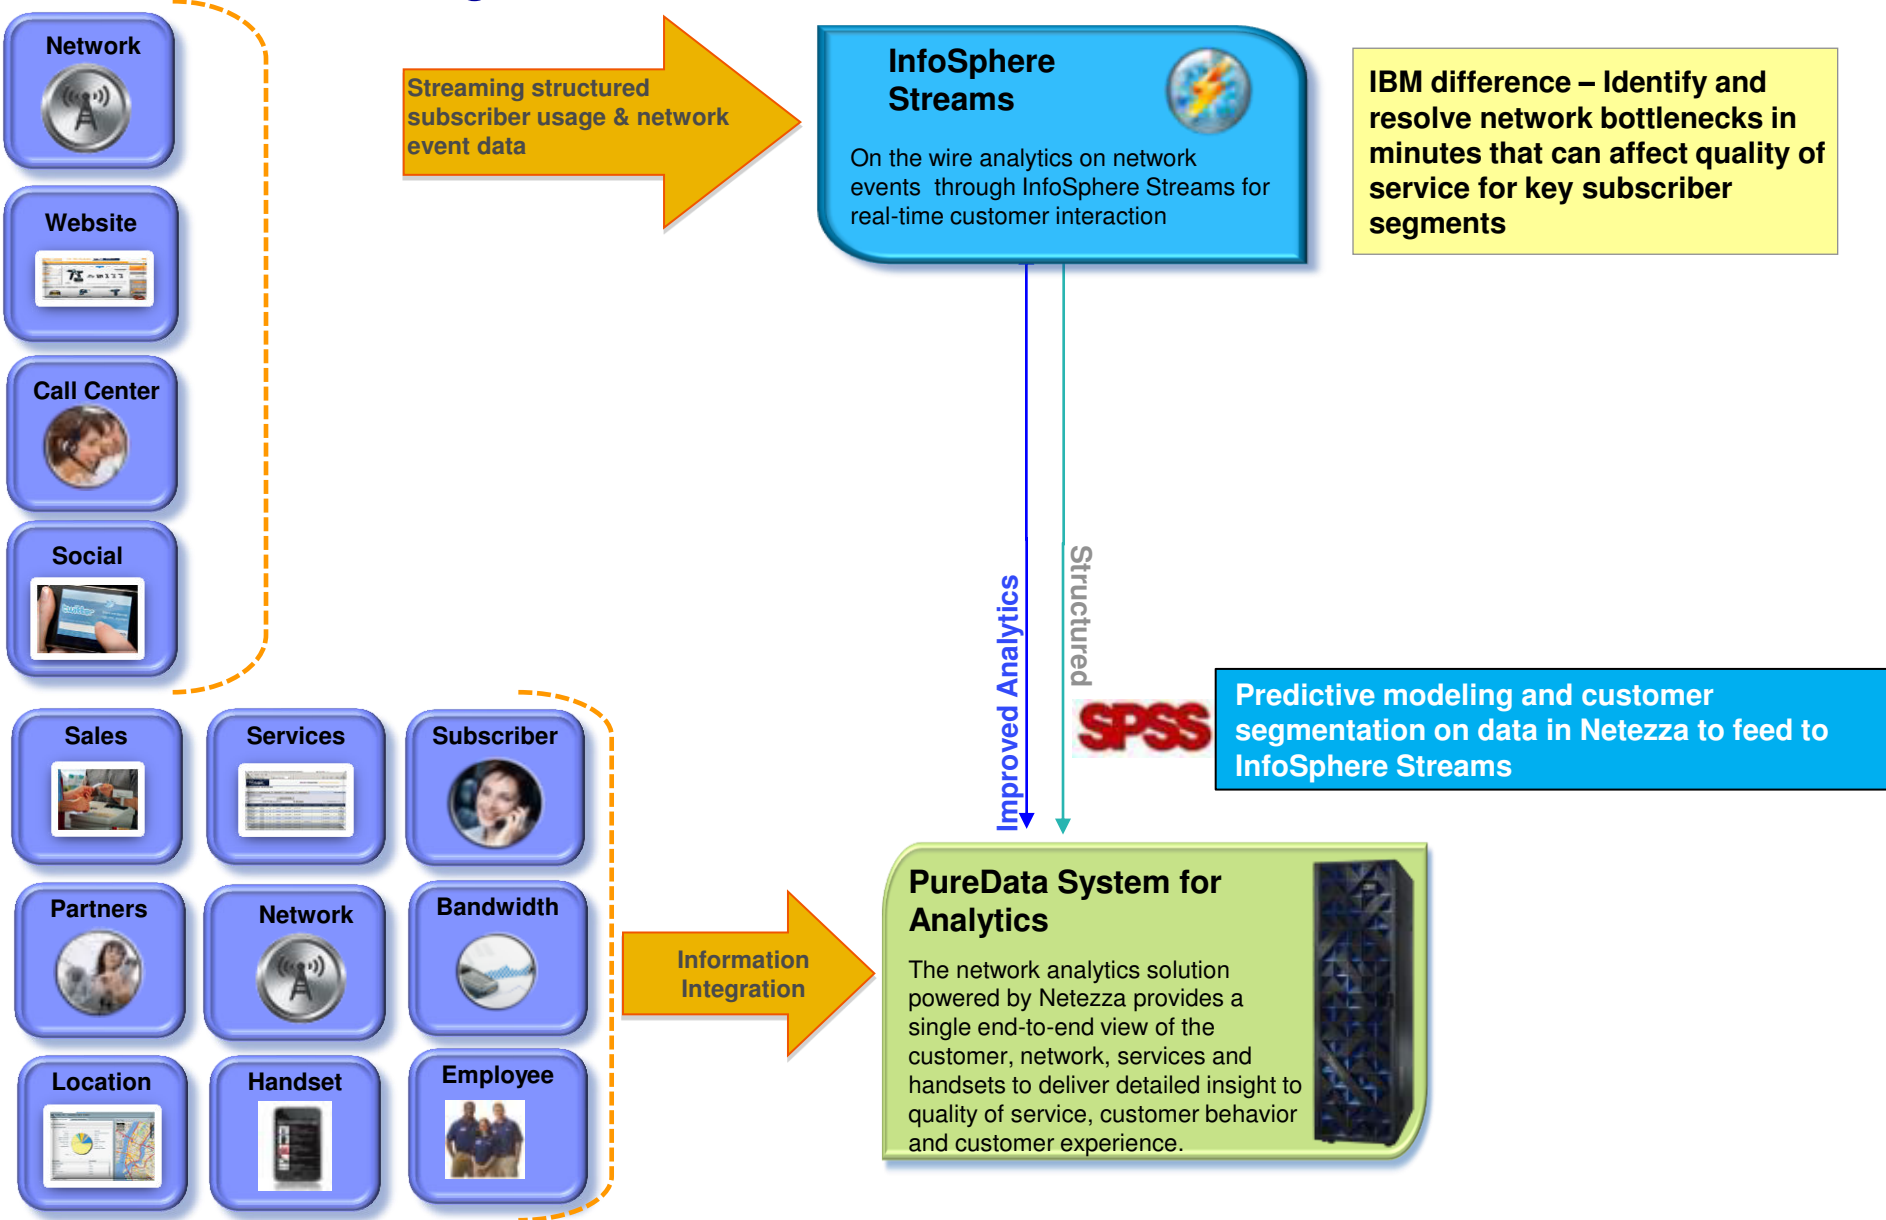 Network
Website
Call Center
Social
Streaming structured
subscriber usage & network
event data
InfoSphere
Streams
On the wire analytics on network
events through InfoSphere Streams for
real-time customer interaction
IBM difference – Identify and
resolve network bottlenecks in
minutes that can affect quality of
service for key subscriber
segments
Improved Analytics
Structured
SPSS
Predictive modeling and customer
segmentation on data in Netezza to feed to
InfoSphere Streams
Sales
Services
Subscriber
Partners
Network
Bandwidth
Location
Handset
Employee
Information
Integration
PureData System for
Analytics
The network analytics solution
powered by Netezza provides a
single end-to-end view of the
customer, network, services and
handsets to deliver detailed insight to
quality of service, customer behavior
and customer experience.
twitter